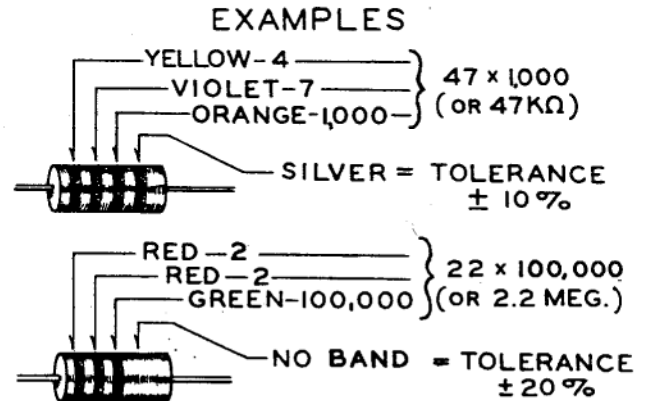 EXAMPLES
YELLOW-4
VIOLET-7
ORANGE-1,000
47 x 1,000
(OR 47KΩ)
SILVER = TOLERANCE
± 10 %
RED-2
RED-2
GREEN-100,000
22 x 100,000
(OR 2.2 MEG.)
NO BAND = TOLERANCE
± 20 %